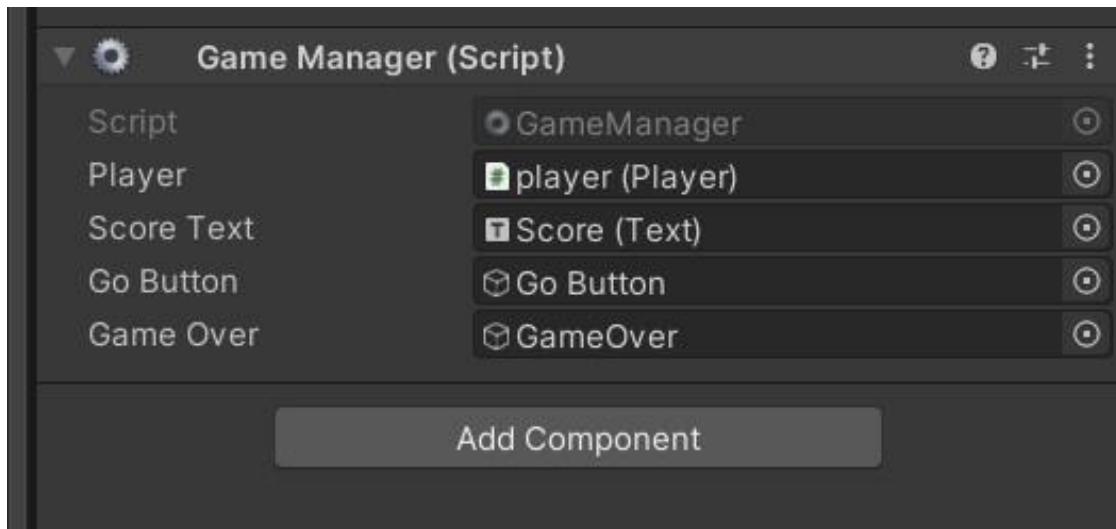 Game Manager (Script)
Script GameManager
Player player (Player)
Score Text Score (Text)
Go Button Go Button
Game Over GameOver
Add Component